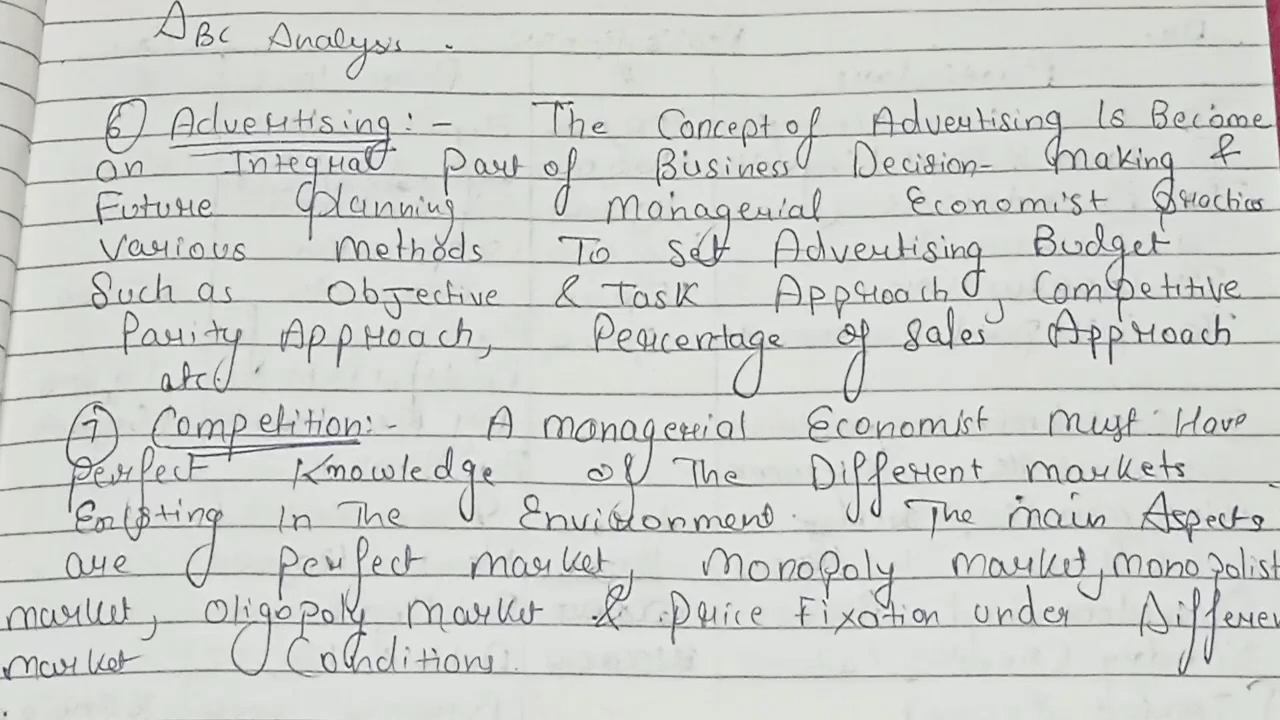 ABC Analysis.
⑥ Advertising:- The Concept of Advertising Is Become
an Integral Part of Business Decision- Making &
Future Planning Managerial Economist Practices
Various Methods To Set Advertising Budget
Such as Objective & Task Approach, Competitive
Parity Approach, Percentage of Sales Approach
etc.
⑦ Competition:- A managerial Economist Must Have
Perfect Knowledge of The Different markets
Existing In The Environment. The main Aspects
are Perfect market, Monopoly market, monopolist
market, Oligopoly market & Price Fixation under Differen
market Conditions.